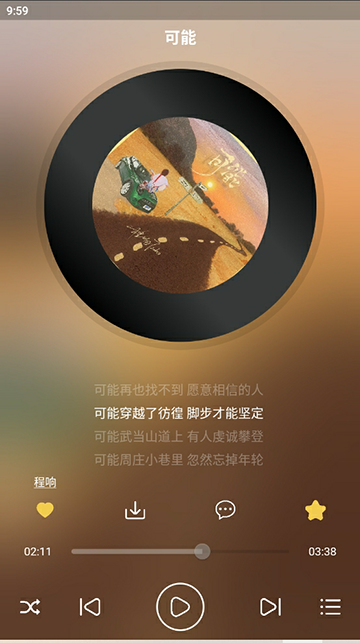 9:59
可能
可能再也找不到 愿意相信的人
可能穿越了彷徨 脚步才能坚定
可能武当山道上 有人虔诚攀登
可能周庄小巷里 忽然忘掉年轮
程响
02:11
03:38